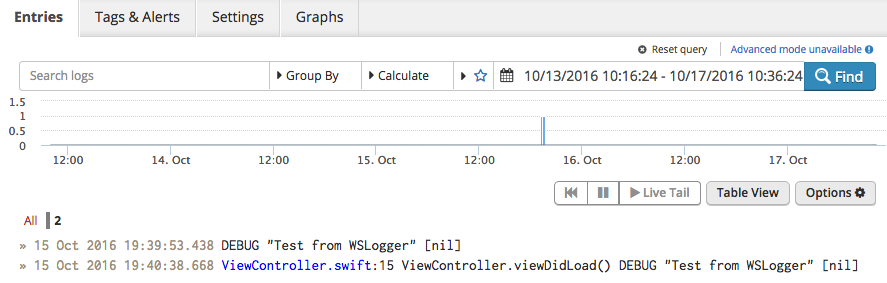 Entries Tags & Alerts Settings Graphs
Reset query Advanced mode unavailable
Search logs Group By Calculate 10/13/2016 10:16:24 - 10/17/2016 10:36:24 Find
1.5
1
0.5
0
12:00 14. Oct 12:00 15. Oct 12:00 16. Oct 12:00 17. Oct
Live Tail Table View Options
All 2
» 15 Oct 2016 19:39:53.438 DEBUG "Test from WSLogger" [nil]
» 15 Oct 2016 19:40:38.668 ViewController.swift:15 ViewController.viewDidLoad() DEBUG "Test from WSLogger" [nil]